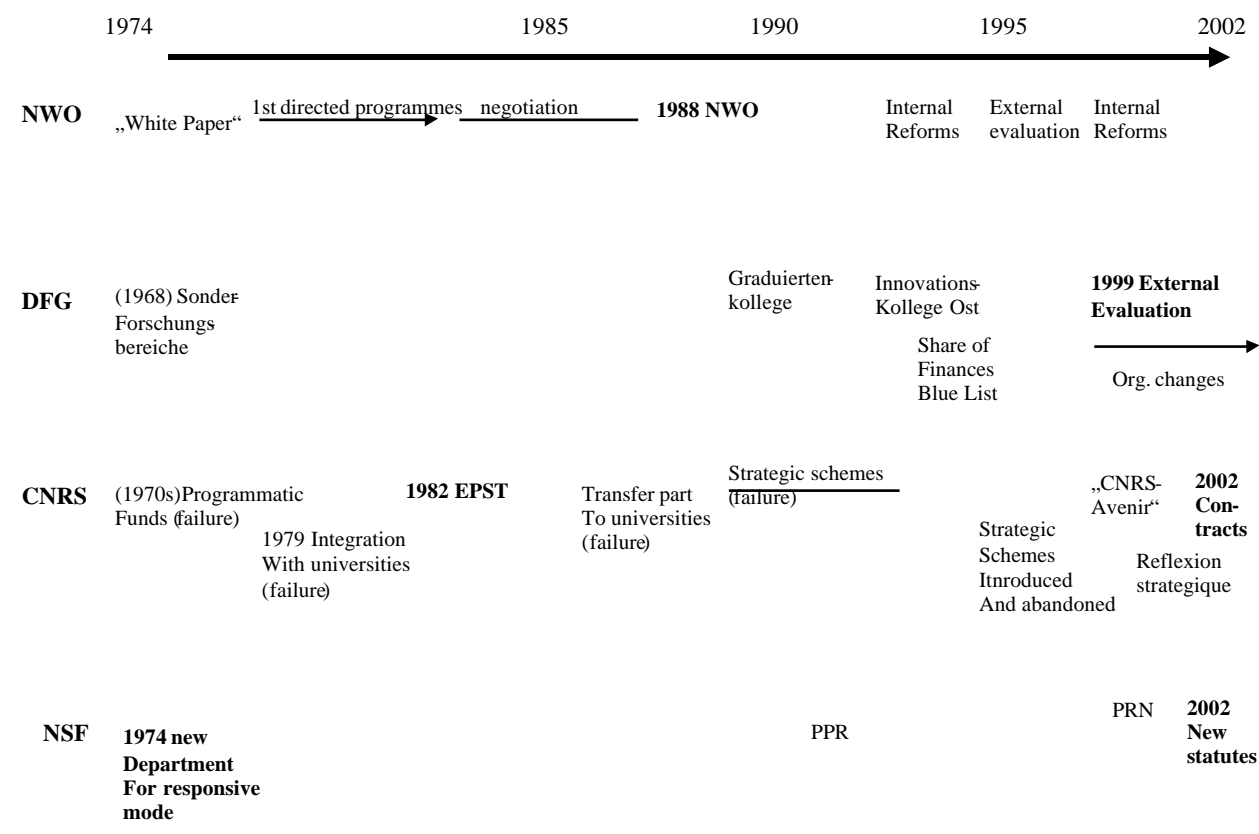 1974 1985 1990 1995 2002
NWO
„White Paper“
1st directed programmes
negotiation
1988 NWO
Internal
Reforms
External
evaluation
Internal
Reforms
DFG
(1968) Sonder-
Forschungs-
bereiche
Graduierten-
kollege
Innovations-
Kollege Ost
Share of
Finances
Blue List
1999 External
Evaluation
Org. changes
CNRS
(1970s)Programmatic
Funds (failure)
1979 Integration
With universities
(failure)
1982 EPST
Transfer part
To universities
(failure)
Strategic schemes
(failure)
Strategic
Schemes
Itnroduced
And abandoned
„CNRS-
Avenir“
Reflexion
strategique
2002
Con-
tracts
NSF
1974 new
Department
For responsive
mode
PPR
PRN
2002
New
statutes